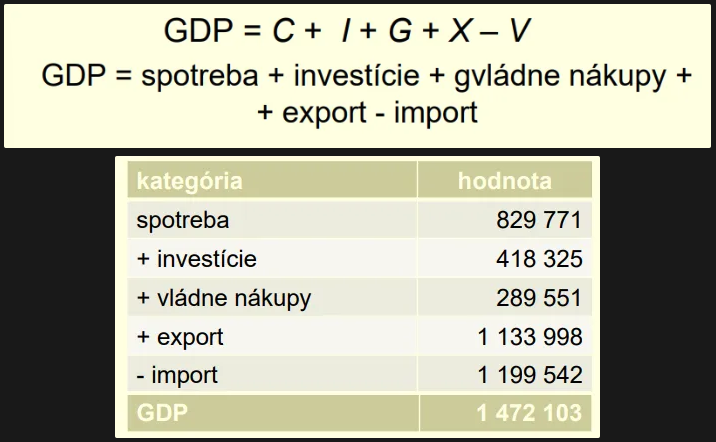 GDP = C + I + G + X – V
GDP = spotreba + investície + gvládne nákupy +
+ export - import
kategória hodnota
spotreba 829 771
+ investície 418 325
+ vládne nákupy 289 551
+ export 1 133 998
- import 1 199 542
GDP 1 472 103